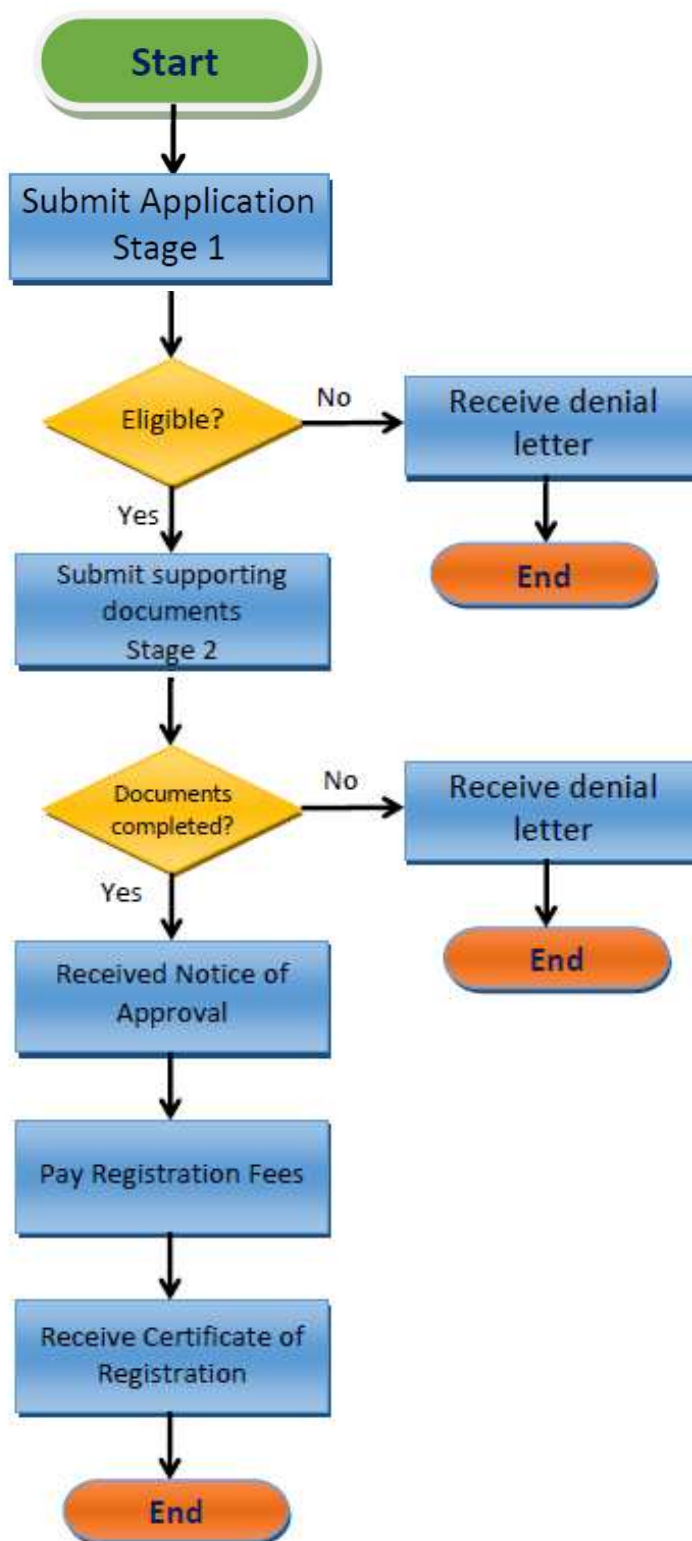 Start
Submit Application
Stage 1
Eligible?
No
Receive denial
letter
End
Yes
Submit supporting
documents
Stage 2
Documents
completed?
No
Receive denial
letter
End
Yes
Received Notice of
Approval
Pay Registration Fees
Receive Certificate of
Registration
End